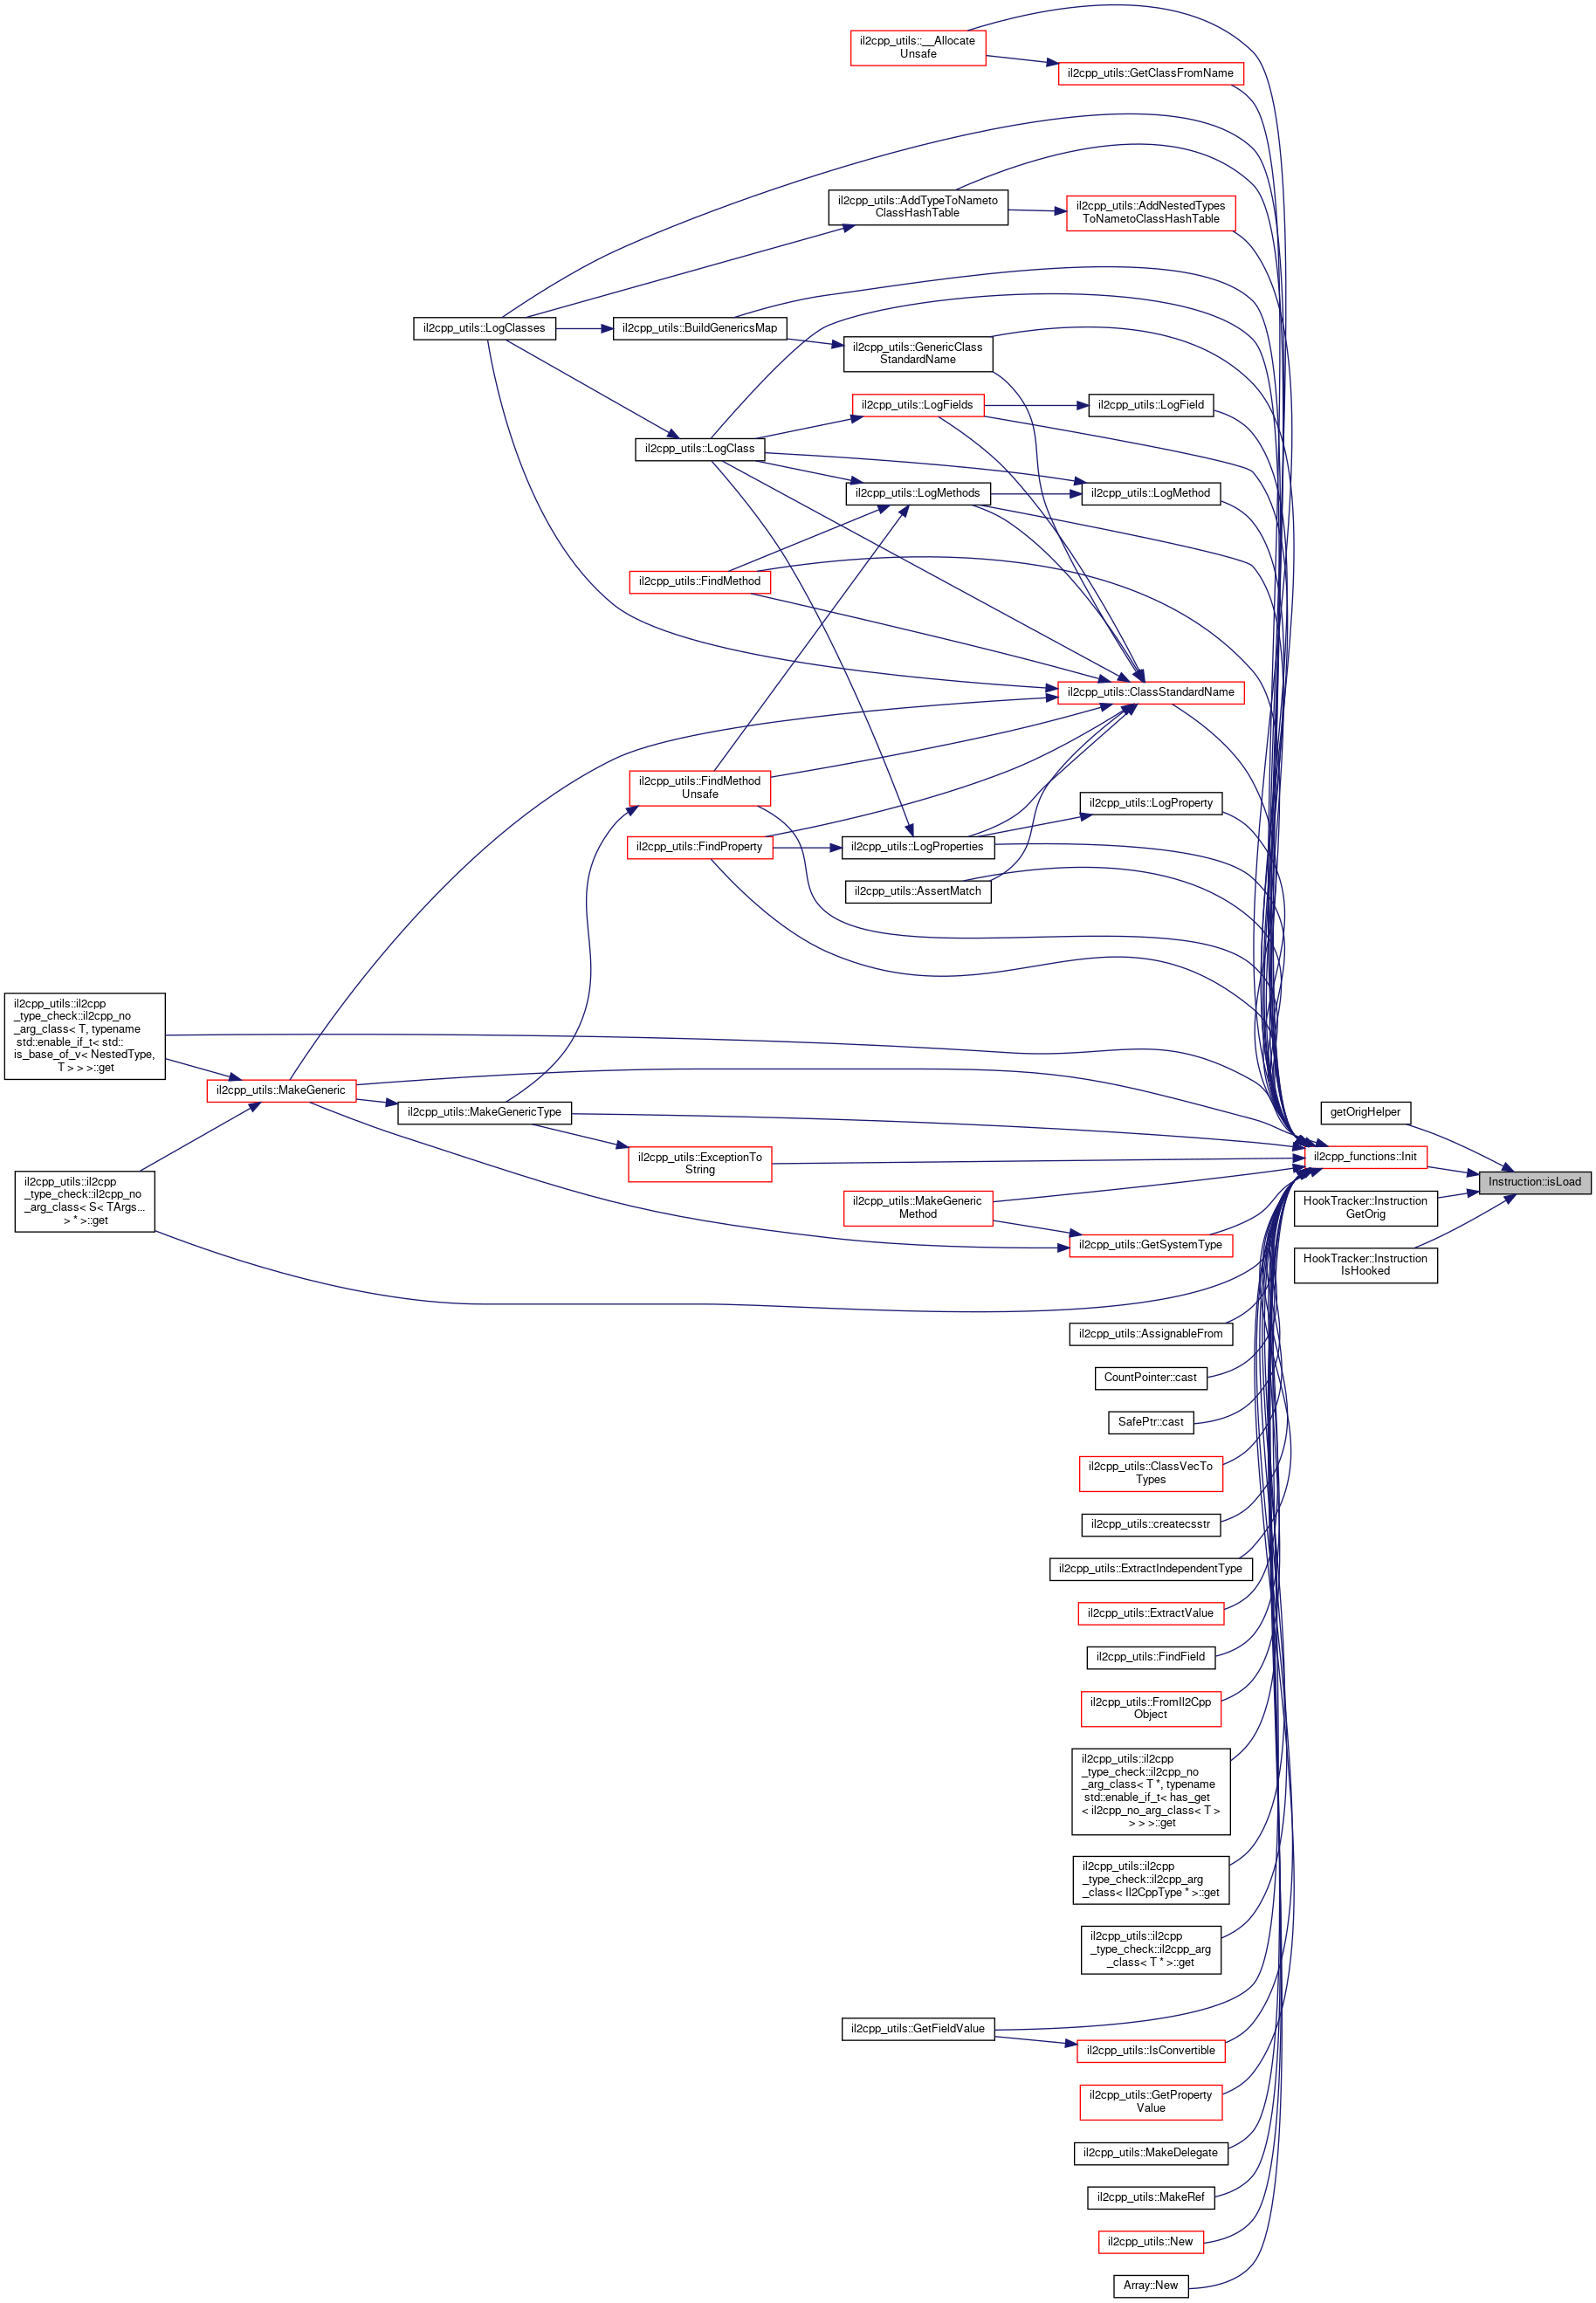 il2cpp_utils::__Allocate
Unsafe
il2cpp_utils::GetClassFromName
il2cpp_utils::AddTypeToNameto
ClassHashTable
il2cpp_utils::AddNestedTypes
ToNametoClassHashTable
il2cpp_utils::LogClasses
il2cpp_utils::BuildGenericsMap
il2cpp_utils::GenericClass
StandardName
il2cpp_utils::LogFields
il2cpp_utils::LogField
il2cpp_utils::LogClass
il2cpp_utils::LogMethods
il2cpp_utils::LogMethod
il2cpp_utils::FindMethod
il2cpp_utils::ClassStandardName
il2cpp_utils::FindMethod
Unsafe
il2cpp_utils::LogProperty
il2cpp_utils::FindProperty
il2cpp_utils::LogProperties
il2cpp_utils::AssertMatch
il2cpp_utils::il2cpp
_type_check::il2cpp_no
_arg_class< T, typename
std::enable_if_t< std::
is_base_of_v< NestedType,
T > > >::get
il2cpp_utils::MakeGeneric
il2cpp_utils::MakeGenericType
getOrigHelper
il2cpp_utils::ExceptionTo
String
il2cpp_functions::Init
Instruction::isLoad
il2cpp_utils::il2cpp
_type_check::il2cpp_no
_arg_class< S< TArgs...
> * >::get
il2cpp_utils::MakeGeneric
Method
HookTracker::Instruction
GetOrig
il2cpp_utils::GetSystemType
HookTracker::Instruction
IsHooked
il2cpp_utils::AssignableFrom
CountPointer::cast
SafePtr::cast
il2cpp_utils::ClassVecTo
Types
il2cpp_utils::createcsstr
il2cpp_utils::ExtractIndependentType
il2cpp_utils::ExtractValue
il2cpp_utils::FindField
il2cpp_utils::FromIl2Cpp
Object
il2cpp_utils::il2cpp
_type_check::il2cpp_no
_arg_class< T *, typename
std::enable_if_t< has_get
< il2cpp_no_arg_class< T >
> > >::get
il2cpp_utils::il2cpp
_type_check::il2cpp_arg
_class< Il2CppType * >::get
il2cpp_utils::il2cpp
_type_check::il2cpp_arg
_class< T * >::get
il2cpp_utils::GetFieldValue
il2cpp_utils::IsConvertible
il2cpp_utils::GetProperty
Value
il2cpp_utils::MakeDelegate
il2cpp_utils::MakeRef
il2cpp_utils::New
Array::New